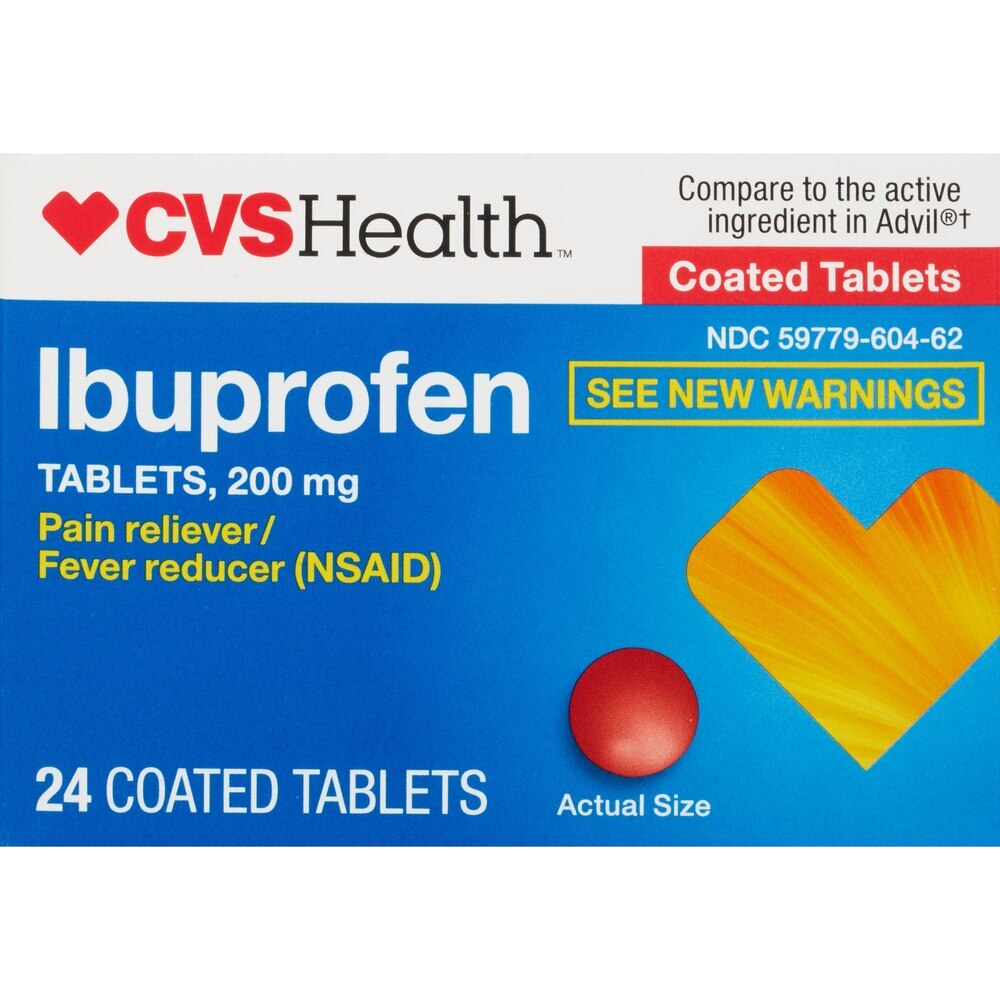 CVSHealth™
Compare to the active
ingredient in Advil®†
Coated Tablets
NDC 59779-604-62
Ibuprofen
SEE NEW WARNINGS
TABLETS, 200 mg
Pain reliever/
Fever reducer (NSAID)
24 COATED TABLETS
Actual Size